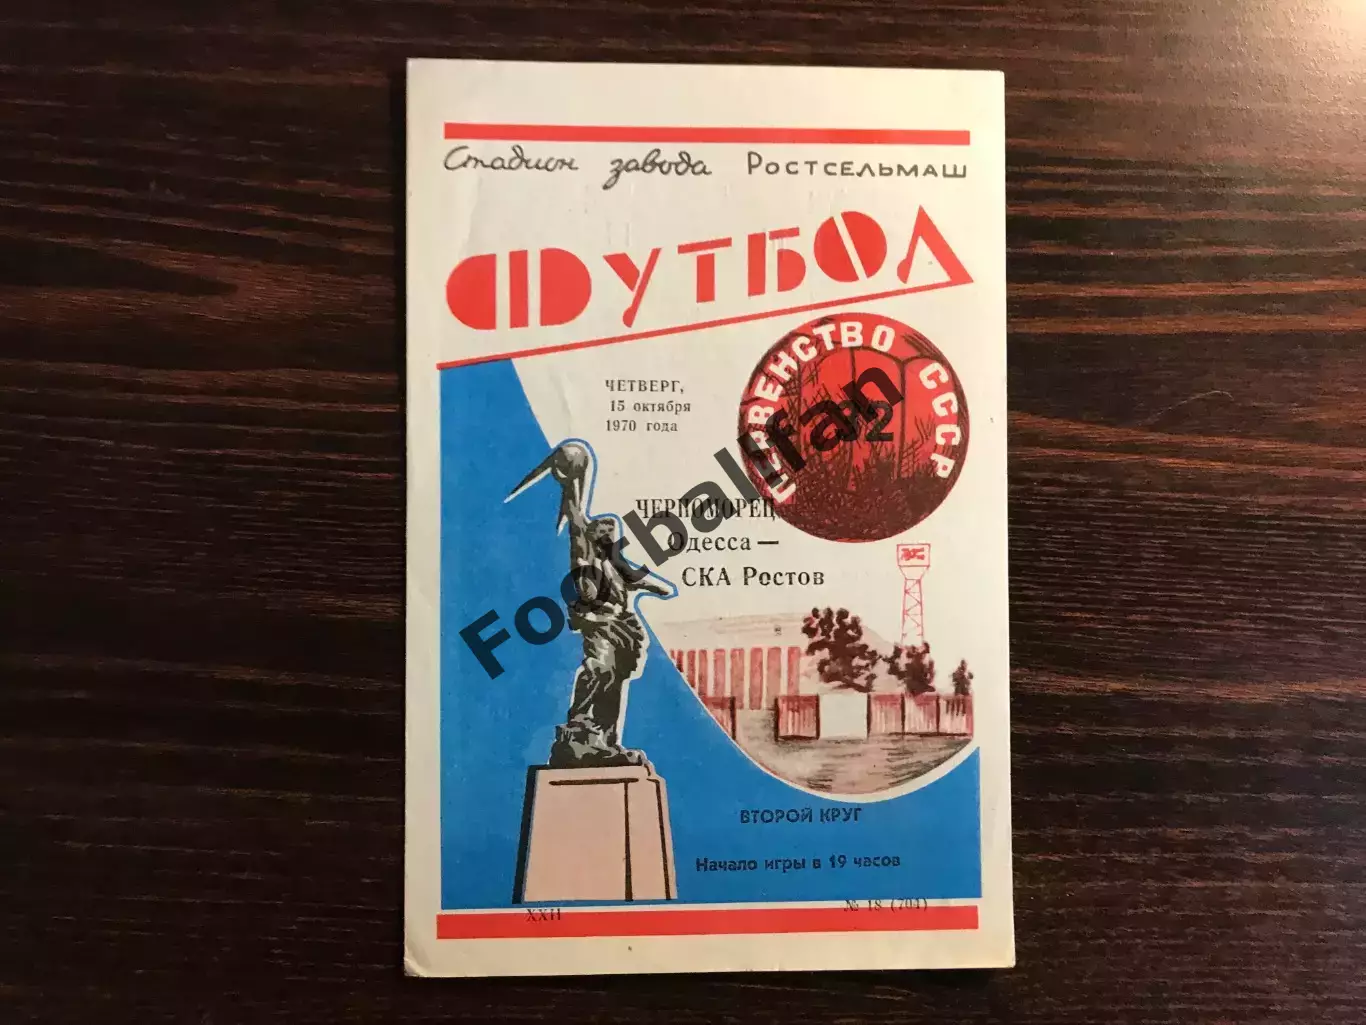 Стадион завода РОСТСЕЛЬМАШ
ФУТБОЛ
ПЕРВЕНСТВО СССР
32
ЧЕТВЕРГ,
15 октября
1970 года
ЧЕРНОМОРЕЦ
Одесса —
СКА Ростов
Footballfan
ВТОРОЙ КРУГ
Начало игры в 19 часов
XXII № 18 (704)